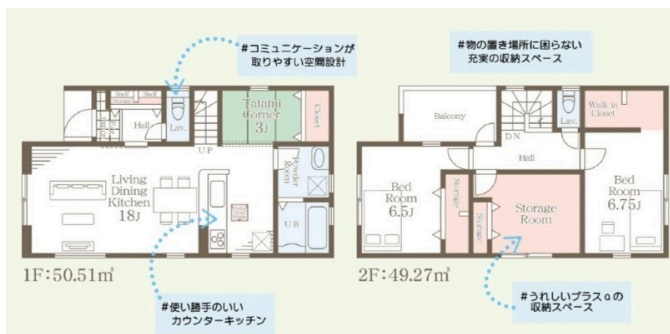 #コミュニケーションが
取りやすい空間設計
#物の置き場所に困らない
充実の収納スペース
Shelf
Shelf
Hall
Lav.
Tatami
Corner
3J
Closet
UP
Living
Dining
Kitchen
18J
Powder
Room
UB
1F:50.51㎡
#使い勝手のいい
カウンターキッチン
Balcony
DN
Lav.
Walk in
Closet
Hall
Bed
Room
6.5J
Storage
Storage
Storage
Room
Bed
Room
6.75J
2F:49.27㎡
#うれしいプラスαの
収納スペース